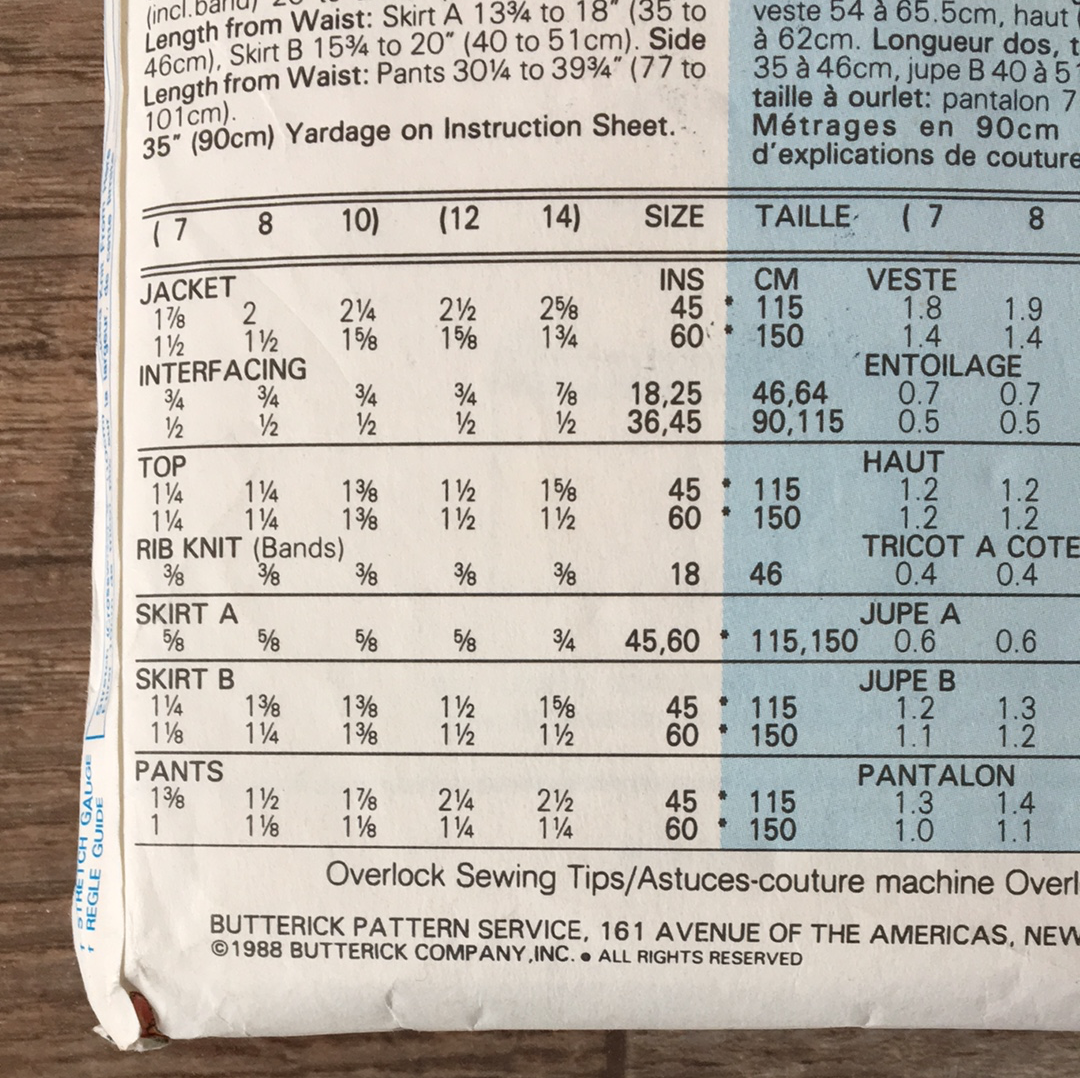 (incl.band)
Length from Waist: Skirt A 13¾ to 18" (35 to
46cm), Skirt B 15¾ to 20" (40 to 51cm). Side
Length from Waist: Pants 30¼ to 39¾" (77 to
101cm).
35" (90cm) Yardage on Instruction Sheet.
veste 54 à 65.5cm, haut
à 62cm. Longueur dos, t
35 à 46cm, jupe B 40 à 5
taille à ourlet: pantalon 7
Métrages en 90cm
d'explications de couture
( 7 8 10) (12 14) SIZE TAILLE ( 7 8
JACKET INS CM VESTE
1⅞ 2 2¼ 2½ 2⅝ 45 * 115 1.8 1.9
1½ 1½ 1⅝ 1⅝ 1¾ 60 * 150 1.4 1.4
INTERFACING ENTOILAGE
¾ ¾ ¾ ¾ ⅞ 18,25 46,64 0.7 0.7
½ ½ ½ ½ ½ 36,45 90,115 0.5 0.5
TOP HAUT
1¼ 1¼ 1⅜ 1½ 1⅝ 45 * 115 1.2 1.2
1¼ 1¼ 1⅜ 1½ 1½ 60 * 150 1.2 1.2
RIB KNIT (Bands) TRICOT A COTE
⅜ ⅜ ⅜ ⅜ ⅜ 18 46 0.4 0.4
SKIRT A JUPE A
⅝ ⅝ ⅝ ⅝ ¾ 45,60 * 115,150 0.6 0.6
SKIRT B JUPE B
1¼ 1⅜ 1⅜ 1½ 1⅝ 45 * 115 1.2 1.3
1⅛ 1¼ 1⅜ 1½ 1½ 60 * 150 1.1 1.2
PANTS PANTALON
1⅜ 1½ 1⅞ 2¼ 2½ 45 * 115 1.3 1.4
1 1⅛ 1⅛ 1¼ 1¼ 60 * 150 1.0 1.1
Overlock Sewing Tips/Astuces-couture machine Overl
BUTTERICK PATTERN SERVICE, 161 AVENUE OF THE AMERICAS, NEW
©1988 BUTTERICK COMPANY,INC. • ALL RIGHTS RESERVED
↑ STRETCH GAUGE
↑ REGLE GUIDE